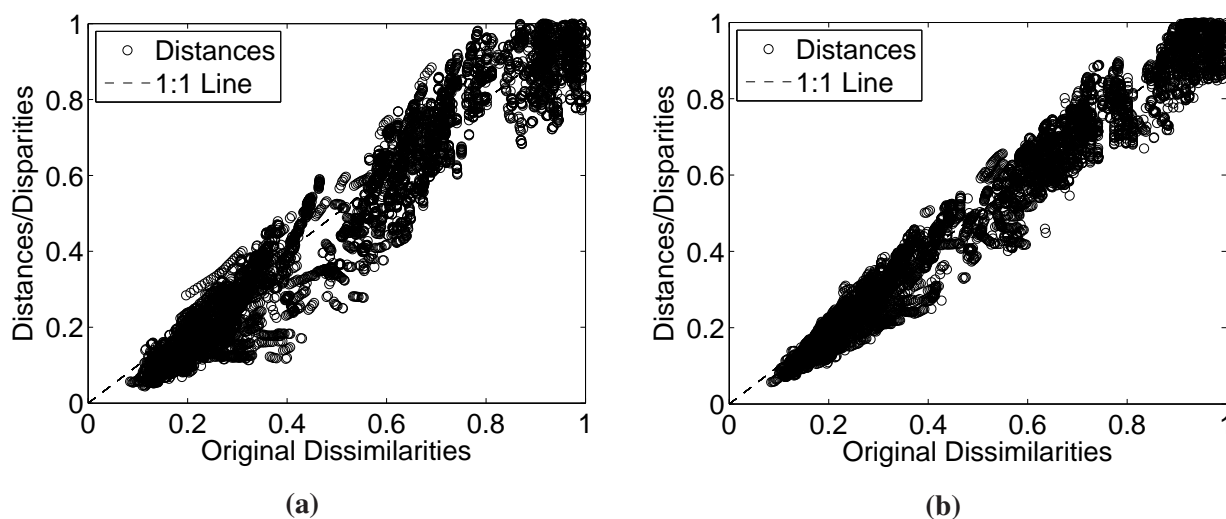 1
0.8
0.6
0.4
0.2
0
Distances/Disparities
Distances
1:1 Line
0 0.2 0.4 0.6 0.8 1
Original Dissimilarities
(a)
1
0.8
0.6
0.4
0.2
0
Distances/Disparities
Distances
1:1 Line
0 0.2 0.4 0.6 0.8 1
Original Dissimilarities
(b)